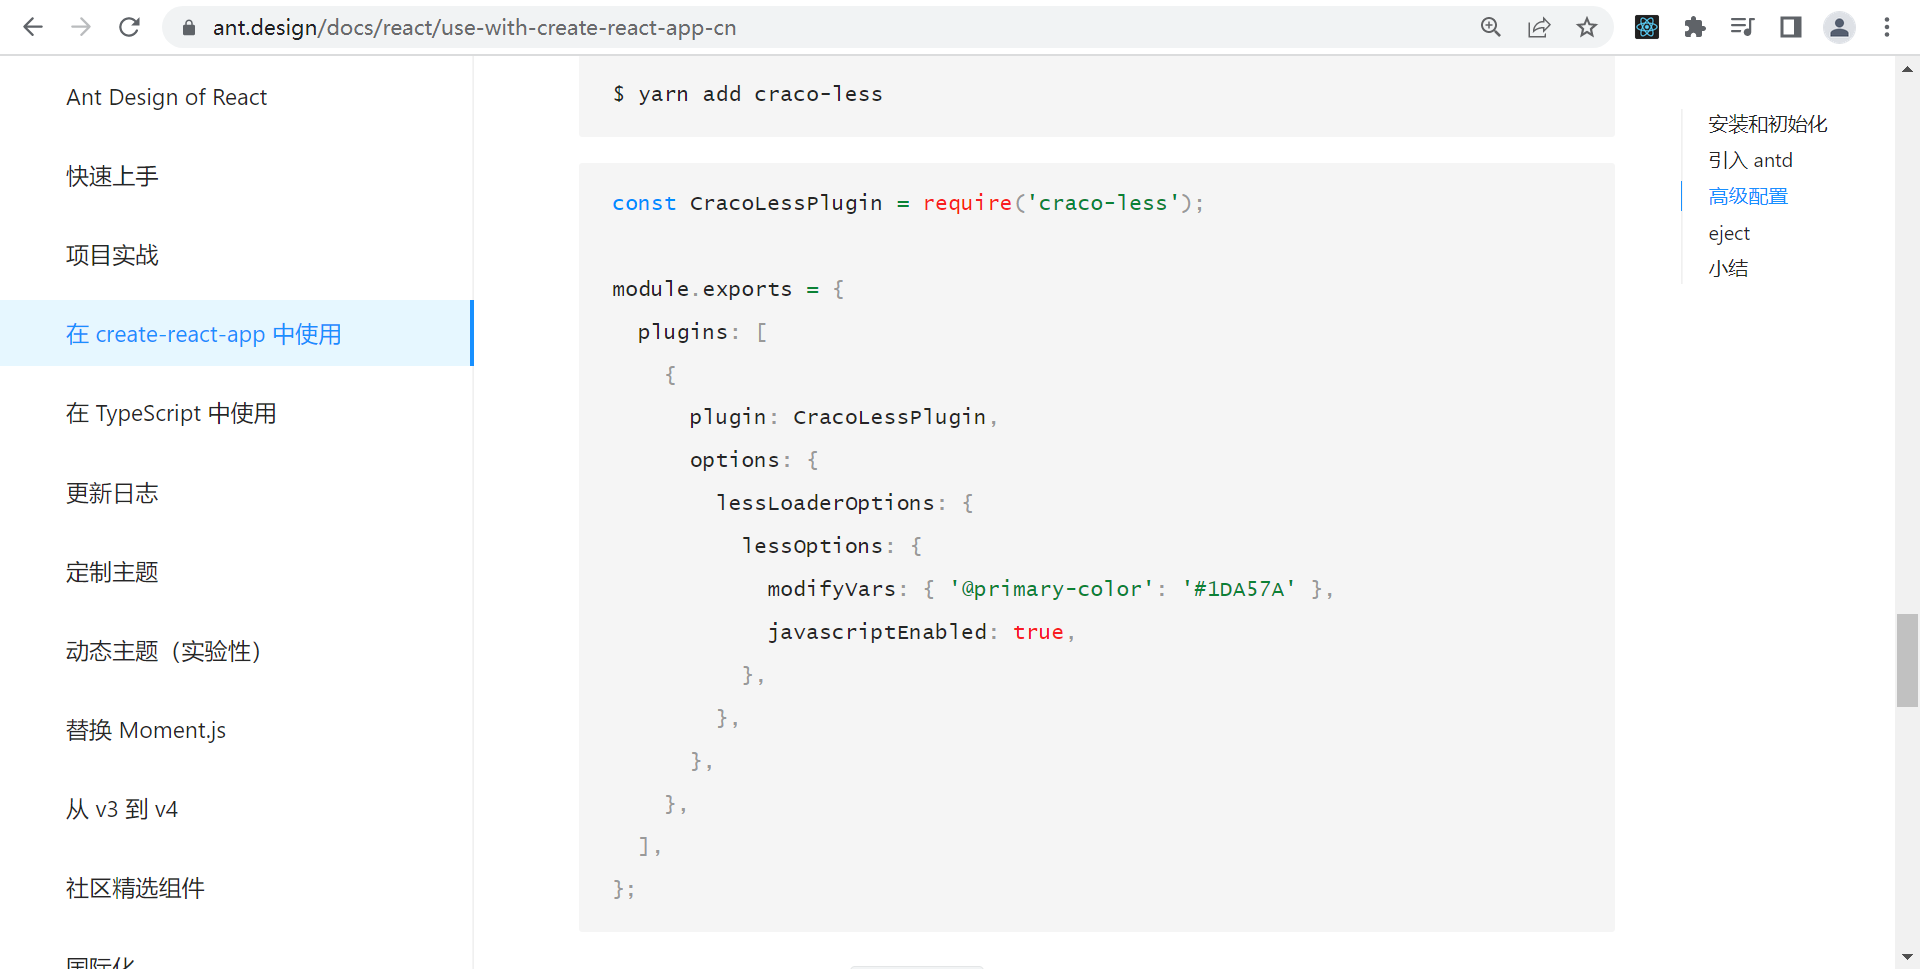 ant.design/docs/react/use-with-create-react-app-cn
Ant Design of React
快速上手
项目实战
在 create-react-app 中使用
在 TypeScript 中使用
更新日志
定制主题
动态主题（实验性）
替换 Moment.js
从 v3 到 v4
社区精选组件
国际化
$ yarn add craco-less
const CracoLessPlugin = require('craco-less');
module.exports = {
  plugins: [
    {
      plugin: CracoLessPlugin,
      options: {
        lessLoaderOptions: {
          lessOptions: {
            modifyVars: { '@primary-color': '#1DA57A' },
            javascriptEnabled: true,
          },
        },
      },
    },
  ],
};
安装和初始化
引入 antd
高级配置
eject
小结